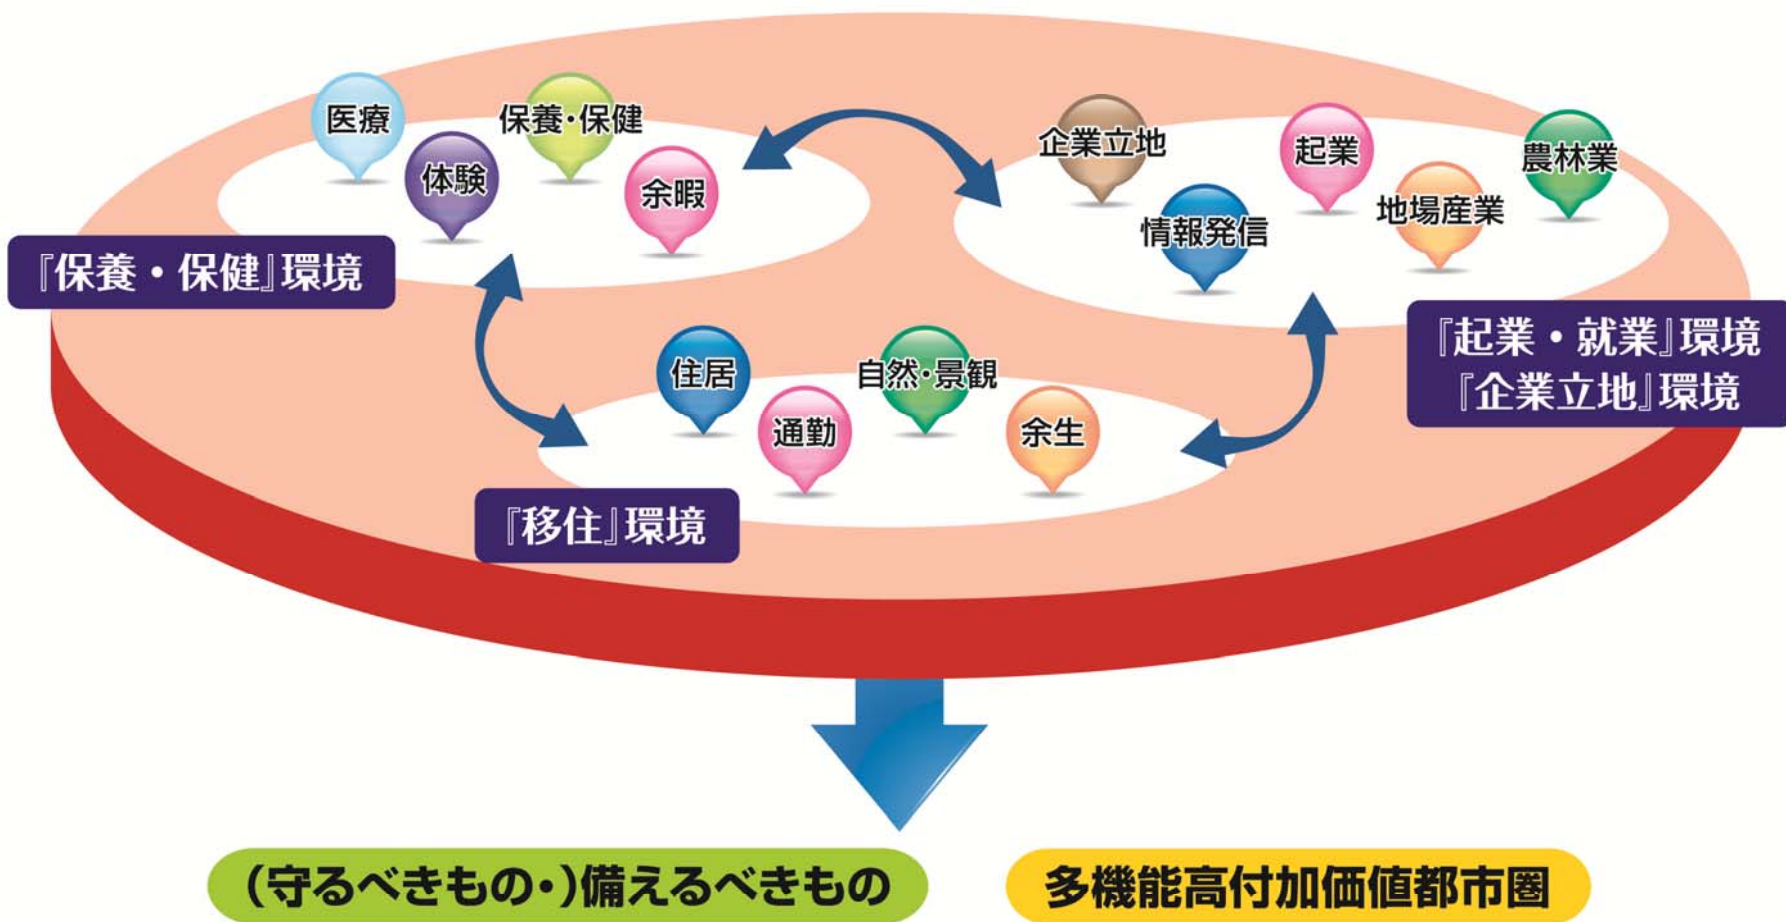 医療
保養・保健
体験
余暇
『保養・保健』環境
企業立地
起業
農林業
地場産業
情報発信
『起業・就業』環境
『企業立地』環境
住居
自然・景観
通勤
余生
『移住』環境
(守るべきもの・)備えるべきもの
多機能高付加価値都市圏